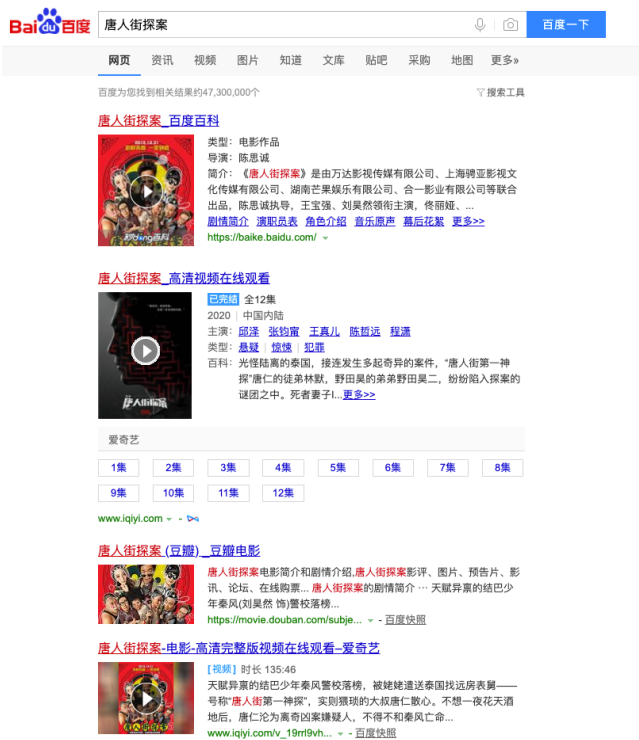 Bai du 百度 唐人街探案 百度一下
网页 资讯 视频 图片 知道 文库 贴吧 采购 地图 更多»
百度为您找到相关结果约47,300,000个 搜索工具
唐人街探案_百度百科
类型：电影作品
导演：陈思诚
简介：《唐人街探案》是由万达影视传媒有限公司、上海骋亚影视文
化传媒有限公司、湖南芒果娱乐有限公司、合一影业有限公司等联合
出品，陈思诚执导，王宝强、刘昊然领衔主演，佟丽娅、...
剧情简介 演职员表 角色介绍 音乐原声 幕后花絮 更多>>
https://baike.baidu.com/
唐人街探案_高清视频在线观看
已完结 全12集
2020 | 中国内陆
主演：邱泽 张钧甯 王真儿 陈哲远 程潇
类型：悬疑 | 惊悚 | 犯罪
百科：光怪陆离的泰国，接连发生多起奇异的案件，“唐人街第一神
探”唐仁的徒弟林默，野田昊的弟弟野田昊二，纷纷陷入探案的
谜团之中。死者妻子I...更多>>
唐人街探案
爱奇艺
1集 2集 3集 4集 5集 6集 7集 8集
9集 10集 11集 12集
www.iqiyi.com -
唐人街探案 (豆瓣)_豆瓣电影
唐人街探案电影简介和剧情介绍,唐人街探案影评、图片、预告片、影
讯、论坛、在线购票... 唐人街探案的剧情简介 ··· 天赋异禀的结巴少
年秦风(刘昊然 饰)警校落榜...
https://movie.douban.com/subje... - 百度快照
唐人街探案-电影-高清完整版视频在线观看–爱奇艺
[视频] 时长 135:46
天赋异禀的结巴少年秦风警校落榜，被姥姥遣送泰国找远房表舅——
号称“唐人街第一神探”，实则猥琐的大叔唐仁散心。不想一夜花天酒
地后，唐仁沦为离奇凶案嫌疑人，不得不和秦风亡命...
www.iqiyi.com/v_19rrl9vh... - 百度快照